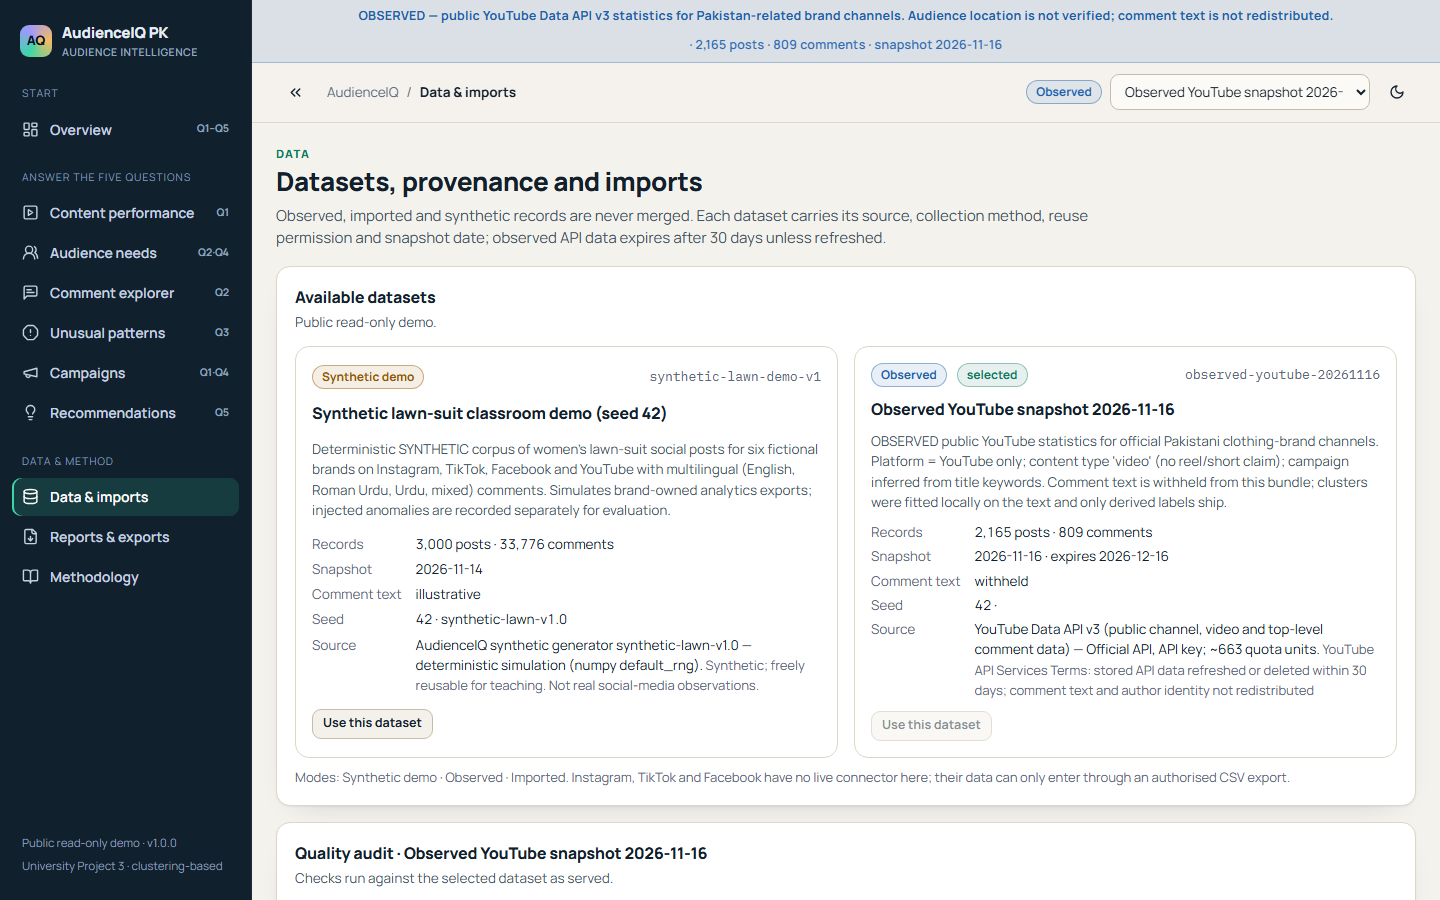 AQ
AudienceIQ PK
AUDIENCE INTELLIGENCE
START
Overview Q1–Q5
ANSWER THE FIVE QUESTIONS
Content performance Q1
Audience needs Q2·Q4
Comment explorer Q2
Unusual patterns Q3
Campaigns Q1·Q4
Recommendations Q5
DATA & METHOD
Data & imports
Reports & exports
Methodology
Public read-only demo · v1.0.0
University Project 3 · clustering-based
OBSERVED — public YouTube Data API v3 statistics for Pakistan-related brand channels. Audience location is not verified; comment text is not redistributed.
· 2,165 posts · 809 comments · snapshot 2026-11-16
AudienceIQ / Data & imports
Observed
Observed YouTube snapshot 2026-
DATA
Datasets, provenance and imports
Observed, imported and synthetic records are never merged. Each dataset carries its source, collection method, reuse
permission and snapshot date; observed API data expires after 30 days unless refreshed.
Available datasets
Public read-only demo.
Synthetic demo synthetic-lawn-demo-v1
Synthetic lawn-suit classroom demo (seed 42)
Deterministic SYNTHETIC corpus of women's lawn-suit social posts for six fictional
brands on Instagram, TikTok, Facebook and YouTube with multilingual (English,
Roman Urdu, Urdu, mixed) comments. Simulates brand-owned analytics exports;
injected anomalies are recorded separately for evaluation.
Records 3,000 posts · 33,776 comments
Snapshot 2026-11-14
Comment text illustrative
Seed 42 · synthetic-lawn-v1.0
Source AudienceIQ synthetic generator synthetic-lawn-v1.0 —
deterministic simulation (numpy default_rng). Synthetic; freely
reusable for teaching. Not real social-media observations.
Use this dataset
Observed selected observed-youtube-20261116
Observed YouTube snapshot 2026-11-16
OBSERVED public YouTube statistics for official Pakistani clothing-brand channels.
Platform = YouTube only; content type 'video' (no reel/short claim); campaign
inferred from title keywords. Comment text is withheld from this bundle; clusters
were fitted locally on the text and only derived labels ship.
Records 2,165 posts · 809 comments
Snapshot 2026-11-16 · expires 2026-12-16
Comment text withheld
Seed 42 ·
Source YouTube Data API v3 (public channel, video and top-level
comment data) — Official API, API key; ~663 quota units. YouTube
API Services Terms: stored API data refreshed or deleted within 30
days; comment text and author identity not redistributed
Use this dataset
Modes: Synthetic demo · Observed · Imported. Instagram, TikTok and Facebook have no live connector here; their data can only enter through an authorised CSV export.
Quality audit · Observed YouTube snapshot 2026-11-16
Checks run against the selected dataset as served.